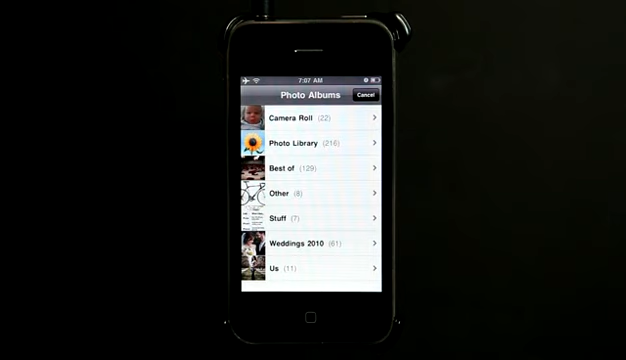 7:07 AM
Photo Albums
Cancel
Camera Roll (22)
Photo Library (216)
Best of (129)
Other (8)
Stuff (7)
Weddings 2010 (61)
Us (11)